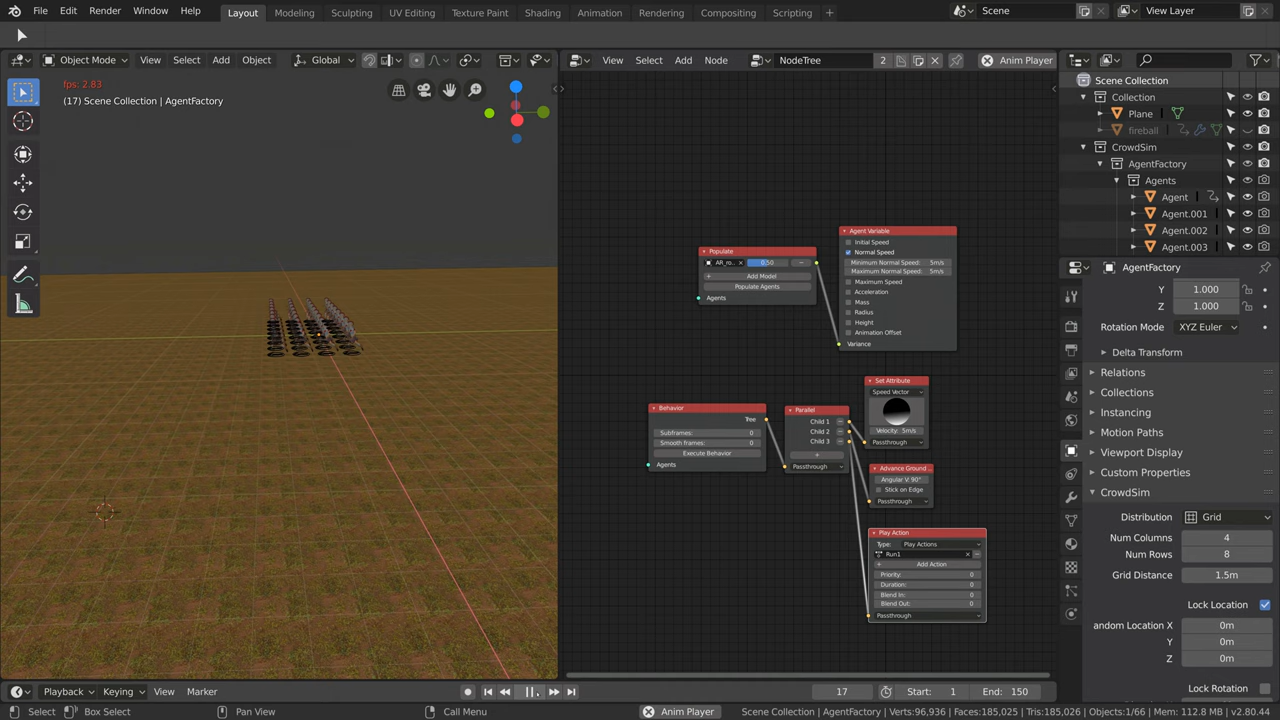 File Edit Render Window Help Layout Modeling Sculpting UV Editing Texture Paint Shading Animation Rendering Compositing Scripting + Scene View Layer
Object Mode View Select Add Object Global
View Select Add Node NodeTree 2 Anim Player
fps: 2.83
(17) Scene Collection | AgentFactory
Scene Collection
Collection
Plane
fireball
CrowdSim
AgentFactory
Agents
Agent
Agent.001
Agent.002
Agent.003
Populate
AR_ro..
0.50
Add Model
Populate Agents
Agents
Agent Variable
Initial Speed
Normal Speed
Minimum Normal Speed: 5m/s
Maximum Normal Speed: 5m/s
Maximum Speed
Acceleration
Mass
Radius
Height
Animation Offset
Variance
Behavior
Tree
Subframes: 0
Smooth frames: 0
Execute Behavior
Agents
Parallel
Child 1
Child 2
Child 3
+
Passthrough
Set Attribute
Speed Vector
Velocity: 5m/s
Passthrough
Advance Ground ..
Angular V: 90°
Stick on Edge
Passthrough
Play Action
Type: Play Actions
Run1
Add Action
Priority: 0
Duration: 0
Blend In: 0
Blend Out: 0
Passthrough
AgentFactory
Y 1.000
Z 1.000
Rotation Mode XYZ Euler
Delta Transform
Relations
Collections
Instancing
Motion Paths
Viewport Display
Custom Properties
CrowdSim
Distribution Grid
Num Columns 4
Num Rows 8
Grid Distance 1.5m
Lock Location
andom Location X 0m
Y 0m
Z 0m
Lock Rotation
Playback Keying View Marker 17 Start: 1 End: 150
Select Box Select Pan View Call Menu Anim Player Scene Collection | AgentFactory | Verts:96,936 | Faces:185,025 | Tris:185,026 | Objects:1/66 | Mem: 112.8 MB | v2.80.44